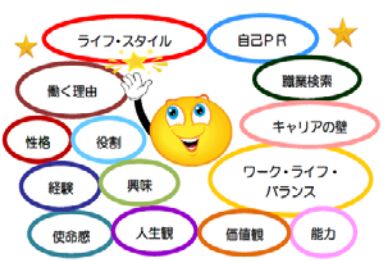 ライフ・スタイル
自己ＰＲ
働く理由
職業検索
性格
役割
キャリアの壁
経験
興味
ワーク・ライフ・
バランス
使命感
人生観
価値観
能力